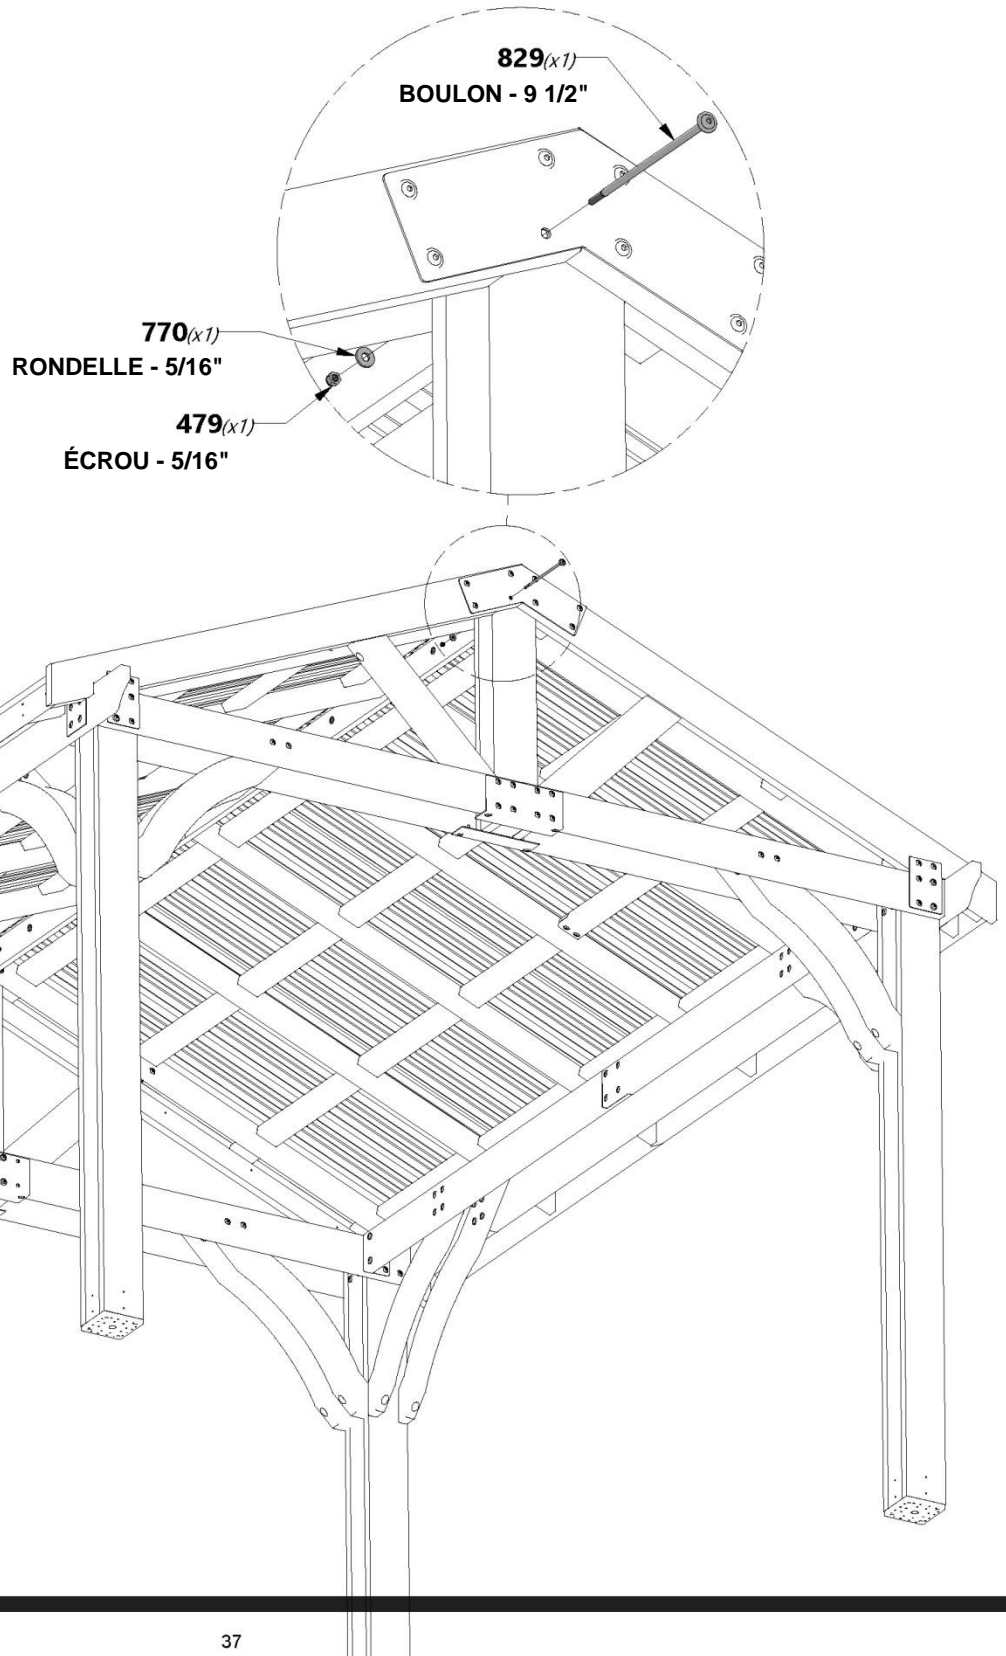 829(x1)
BOULON - 9 1/2"
770(x1)
RONDELLE - 5/16"
479(x1)
ÉCROU - 5/16"
37